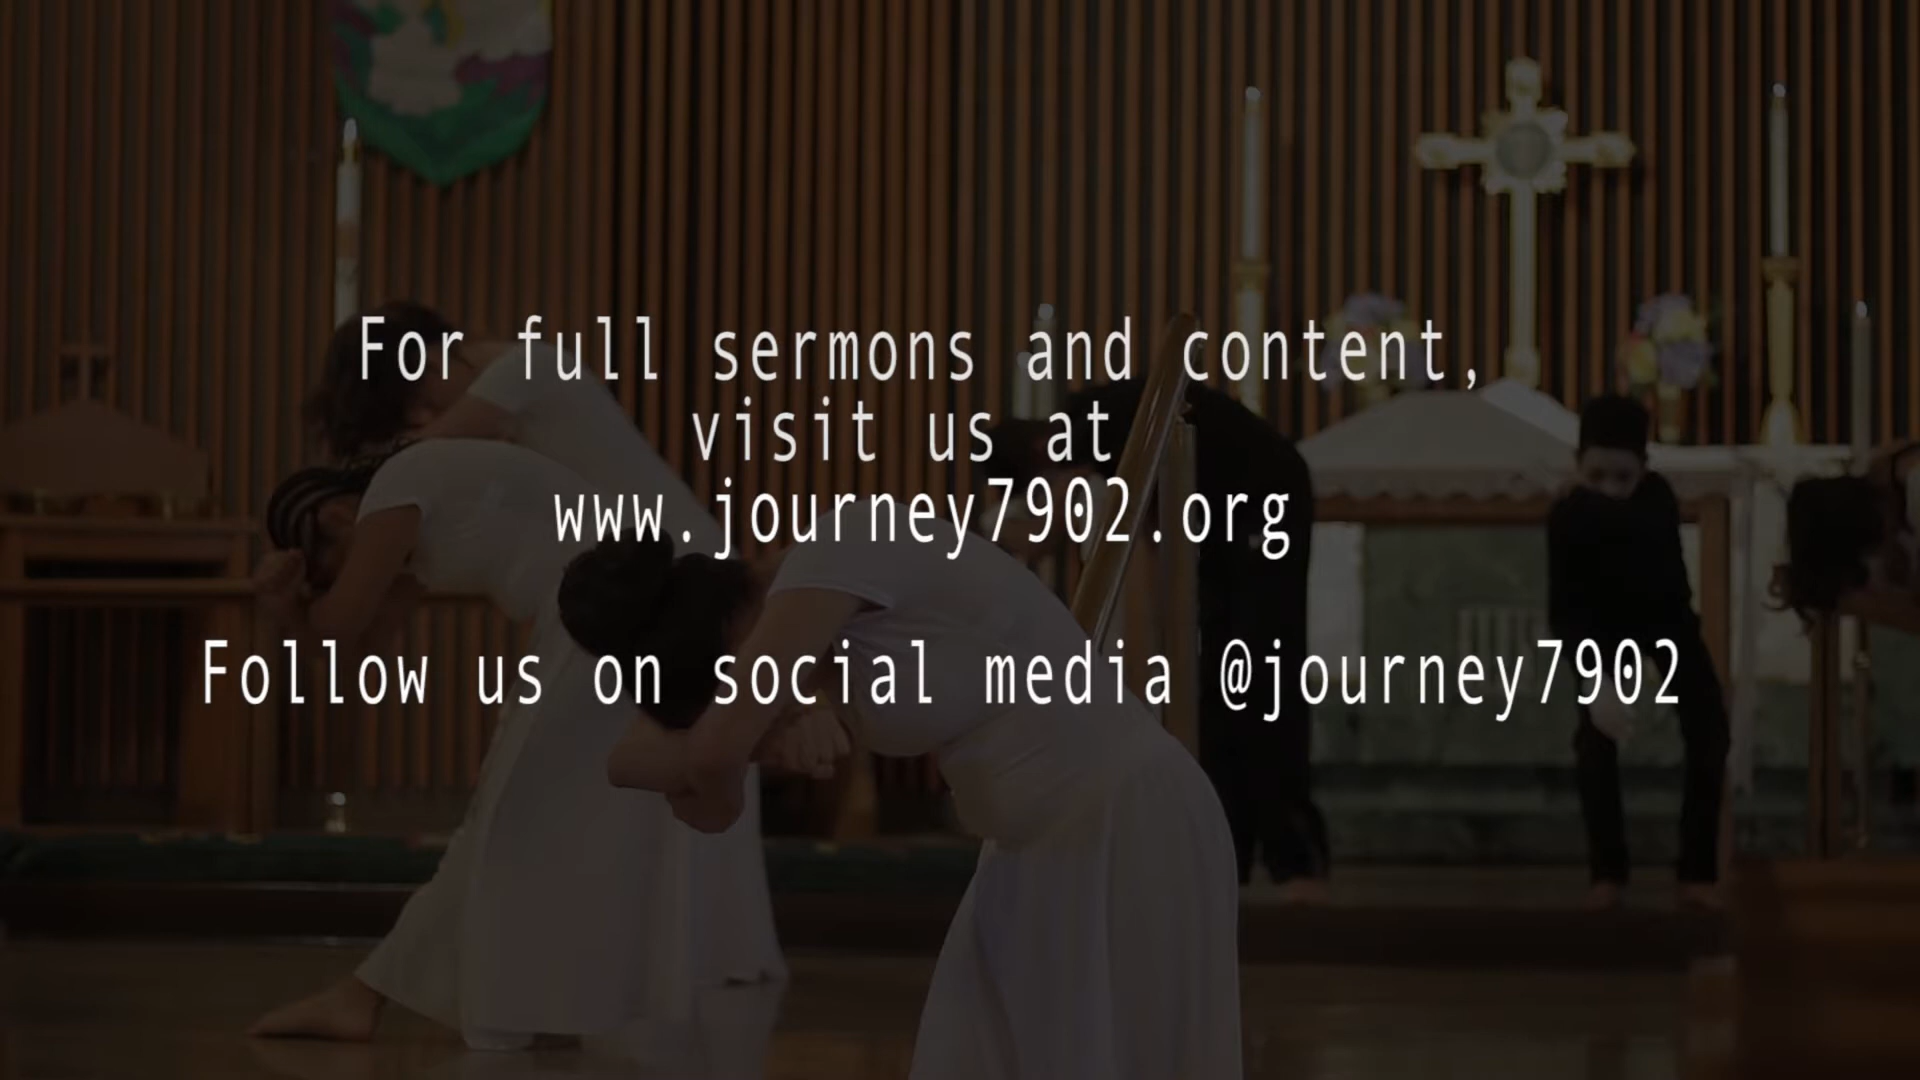 For full sermons and content,
visit us at
www.journey7902.org
Follow us on social media @journey7902